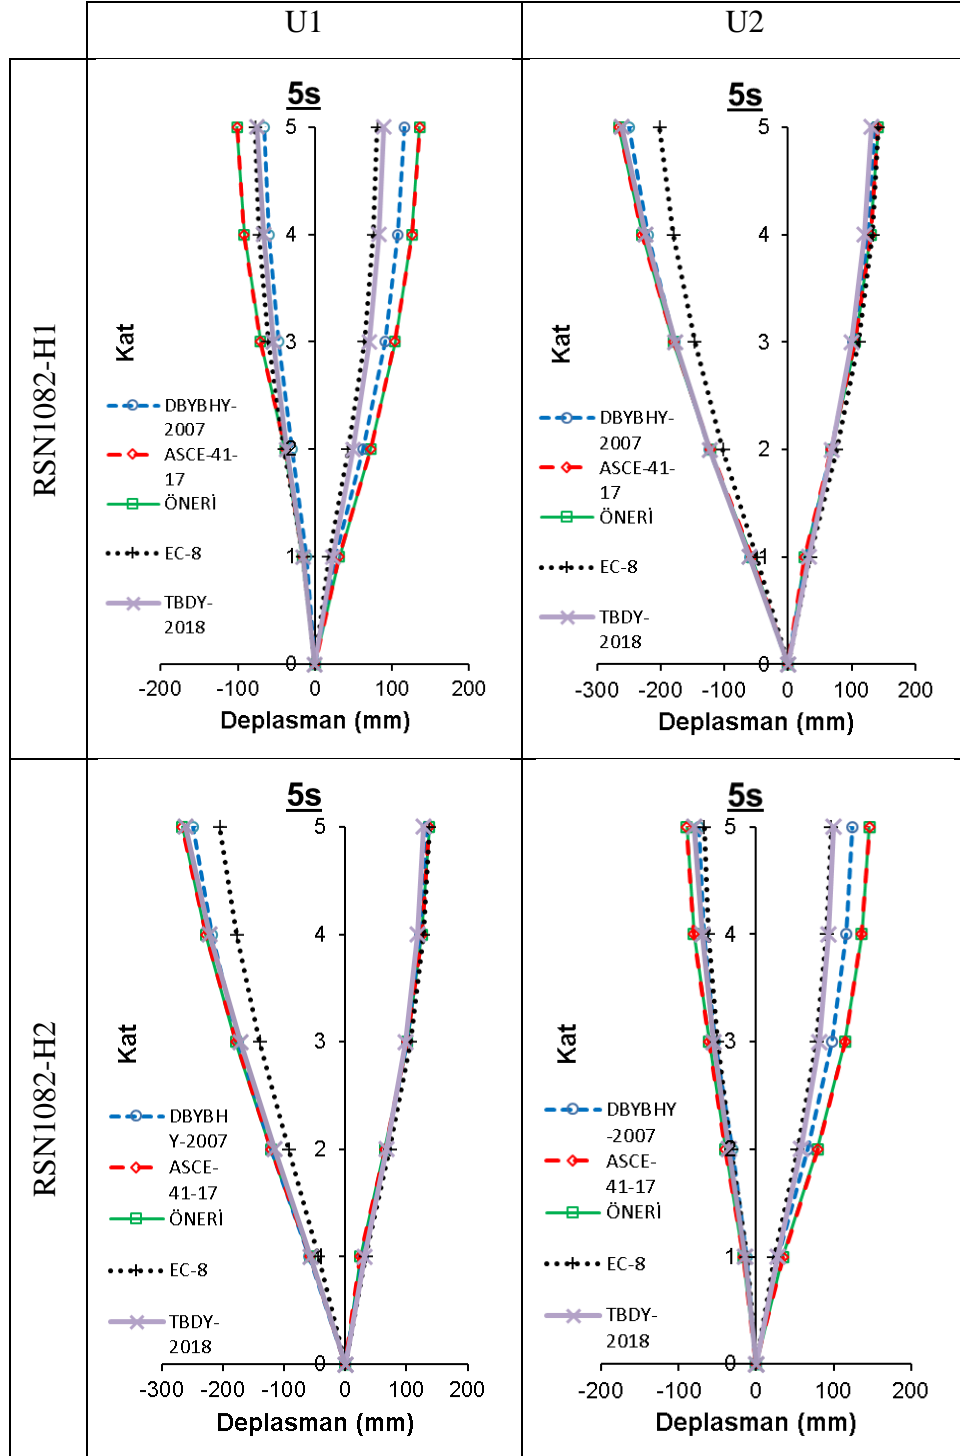 U1
U2
RSN1082-H1
5s
5
4
3
2
1
0
Kat
DBYBHY-
2007
ASCE-41-
17
ÖNERİ
EC-8
TBDY-
2018
-200 -100 0 100 200
Deplasman (mm)
5s
5
4
3
2
1
0
Kat
DBYBHY-
2007
ASCE-41-
17
ÖNERİ
EC-8
TBDY-
2018
-300 -200 -100 0 100 200
Deplasman (mm)
RSN1082-H2
5s
5
4
3
2
1
0
Kat
DBYBH
Y-2007
ASCE-
41-17
ÖNERİ
EC-8
TBDY-
2018
-300 -200 -100 0 100 200
Deplasman (mm)
5s
5
4
3
2
1
0
Kat
DBYBHY
-2007
ASCE-
41-17
ÖNERİ
EC-8
TBDY-
2018
-200 -100 0 100 200
Deplasman (mm)